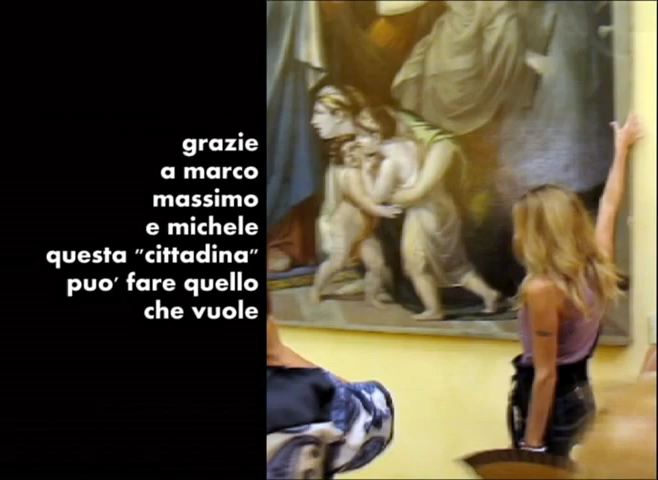 grazie
a marco
massimo
e michele
questa "cittadina"
puo' fare quello
che vuole